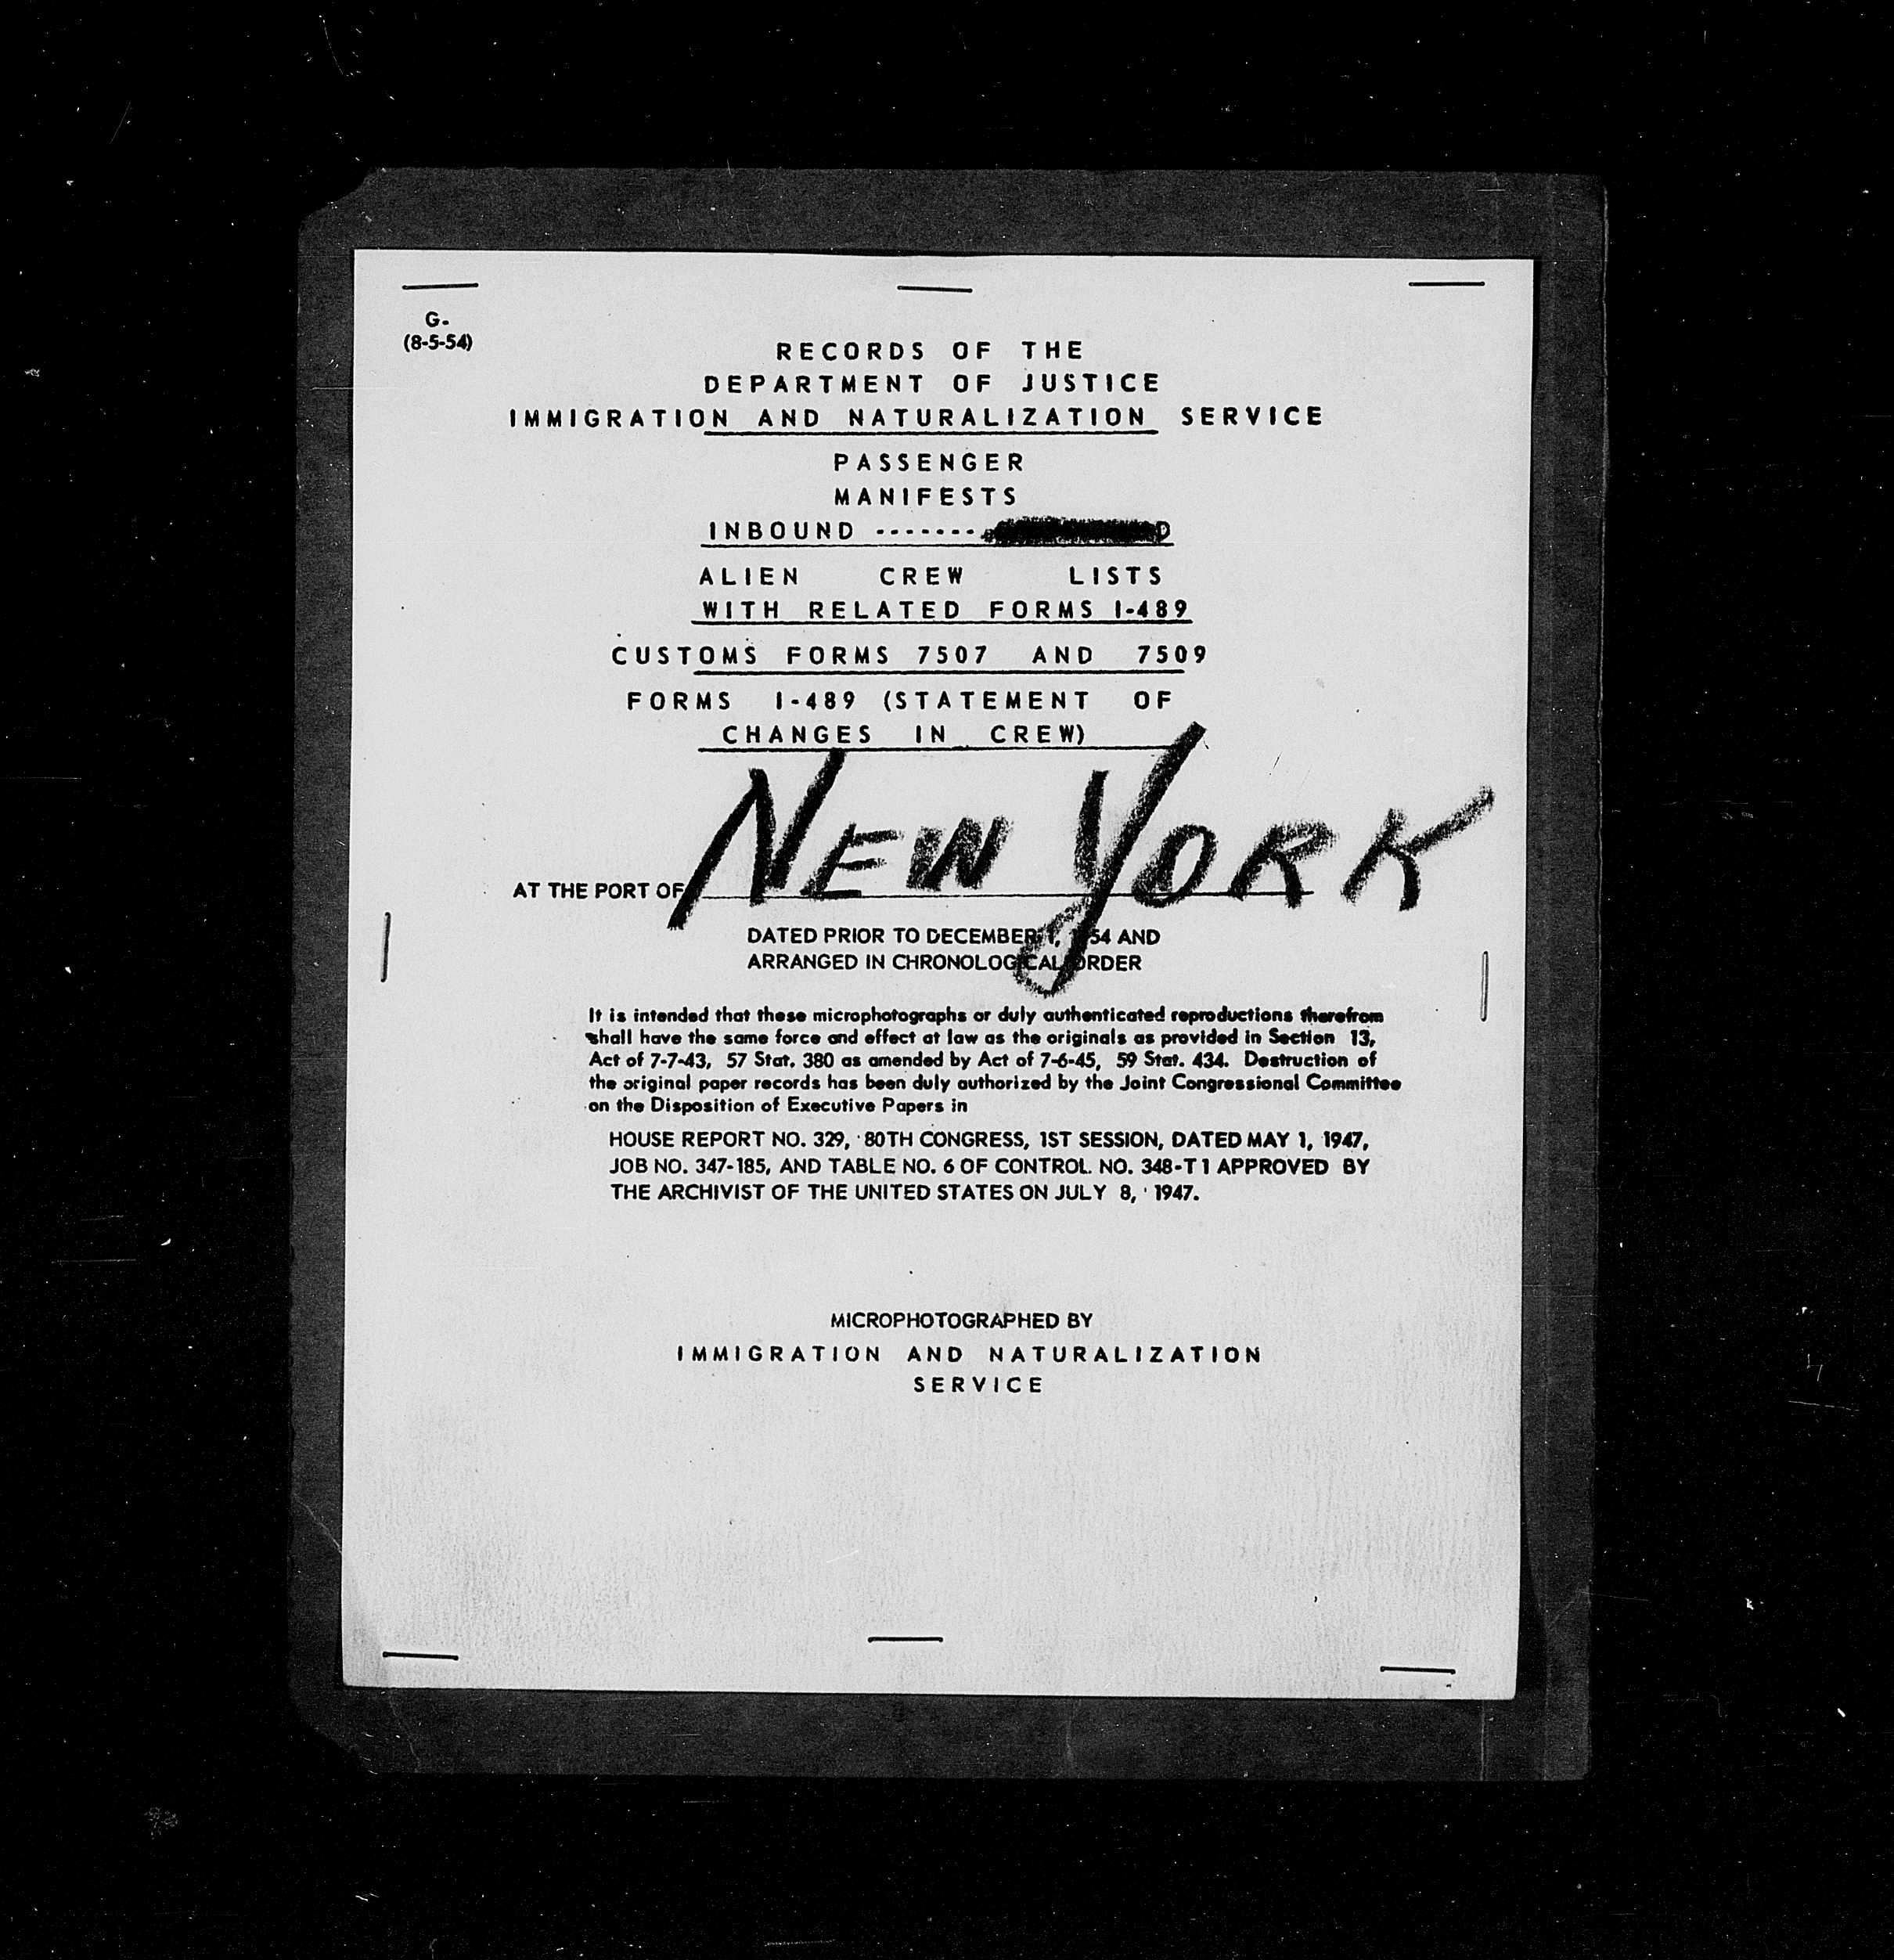 G-
(8-5-54)
RECORDS OF THE
DEPARTMENT OF JUSTICE
IMMIGRATION AND NATURALIZATION SERVICE
PASSENGER
MANIFESTS
INBOUND -------
ALIEN CREW LISTS
WITH RELATED FORMS I-489
CUSTOMS FORMS 7507 AND 7509
FORMS I-489 (STATEMENT OF
CHANGES IN CREW)
AT THE PORT OF NEW YORK
DATED PRIOR TO DECEMBER 1, 1954 AND
ARRANGED IN CHRONOLOGICAL ORDER
It is intended that these microphotographs or duly authenticated reproductions therefrom
shall have the same force and effect at law as the originals as provided in Section 13,
Act of 7-7-43, 57 Stat. 380 as amended by Act of 7-6-45, 59 Stat. 434. Destruction of
the original paper records has been duly authorized by the Joint Congressional Committee
on the Disposition of Executive Papers in
HOUSE REPORT NO. 329, 80TH CONGRESS, 1ST SESSION, DATED MAY 1, 1947,
JOB NO. 347-185, AND TABLE NO. 6 OF CONTROL NO. 348-T1 APPROVED BY
THE ARCHIVIST OF THE UNITED STATES ON JULY 8, 1947.
MICROPHOTOGRAPHED BY
IMMIGRATION AND NATURALIZATION
SERVICE